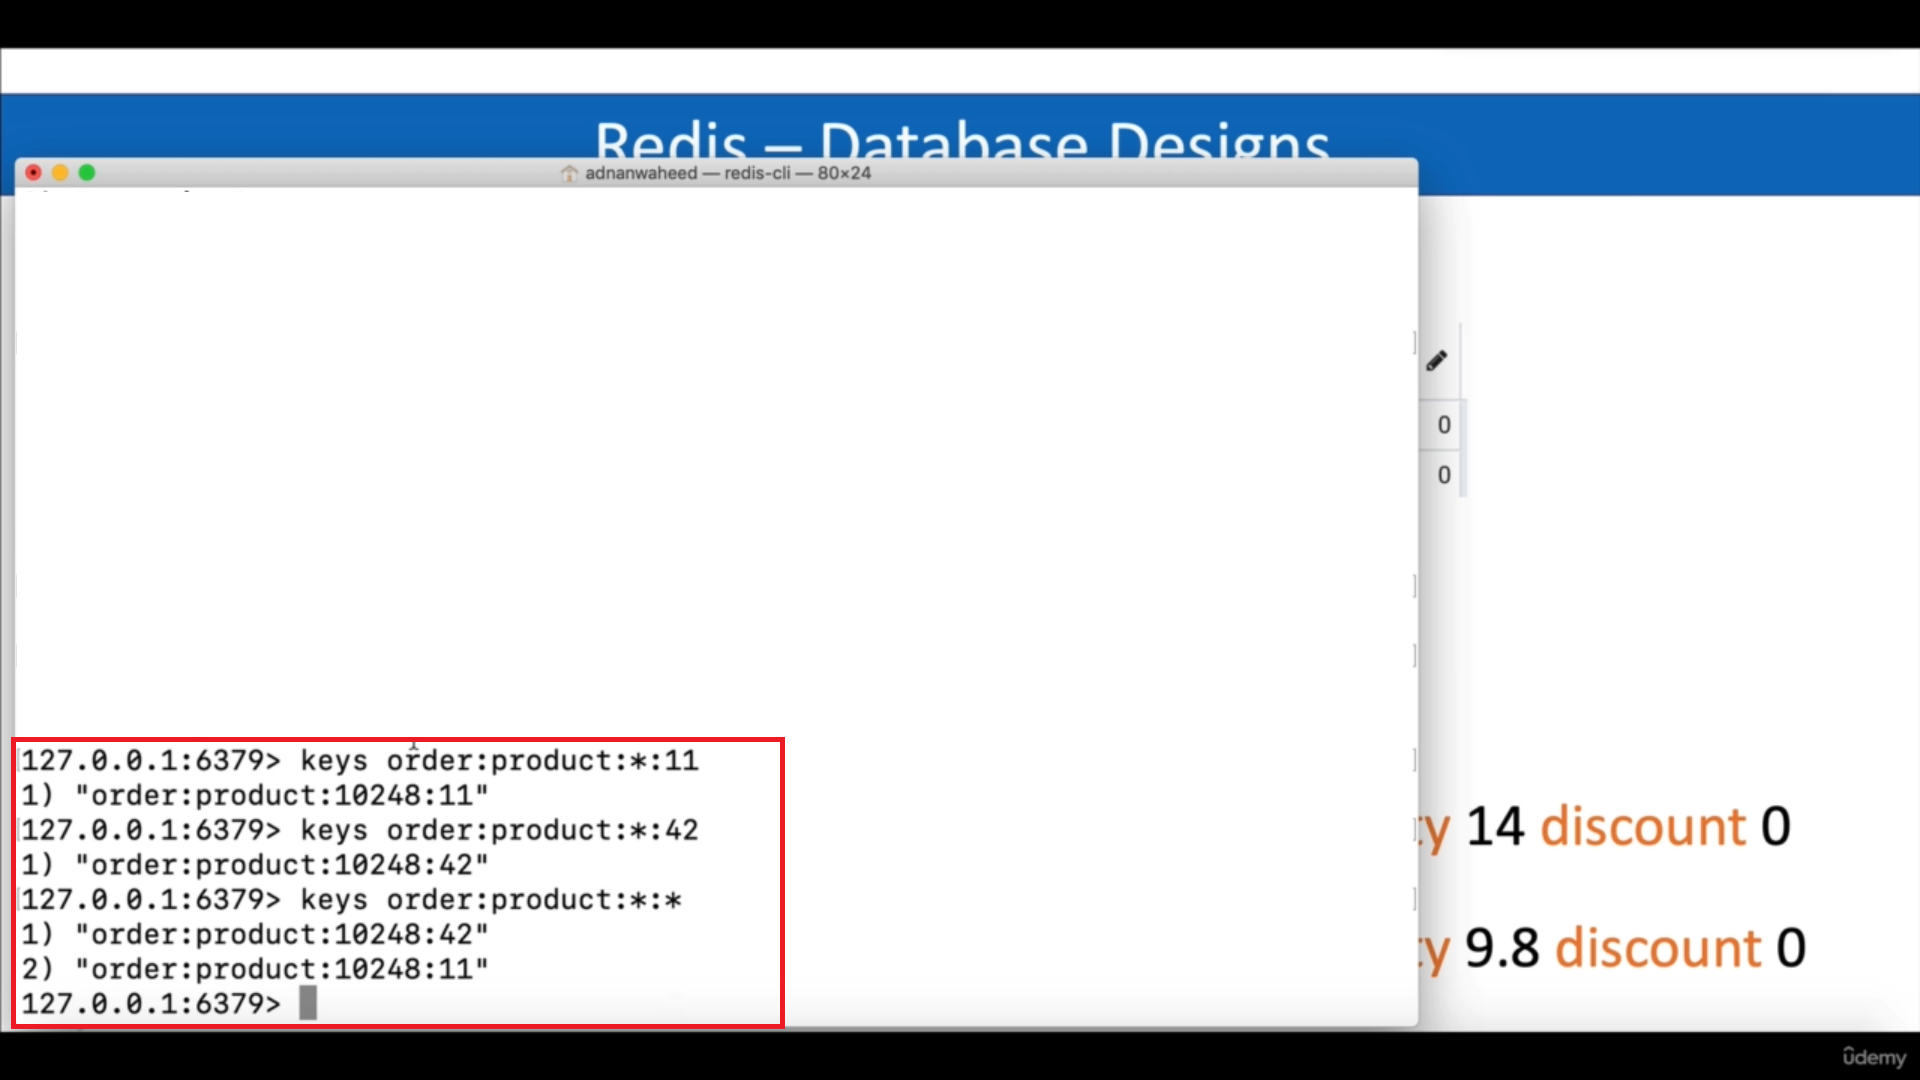 Redis – Database Designs
adnanwaheed — redis-cli — 80×24
0
0
127.0.0.1:6379> keys order:product:*:11
1) "order:product:10248:11"
127.0.0.1:6379> keys order:product:*:42
1) "order:product:10248:42"
127.0.0.1:6379> keys order:product:*:*
1) "order:product:10248:42"
2) "order:product:10248:11"
127.0.0.1:6379>
ty 14 discount 0
ty 9.8 discount 0
ûdemy